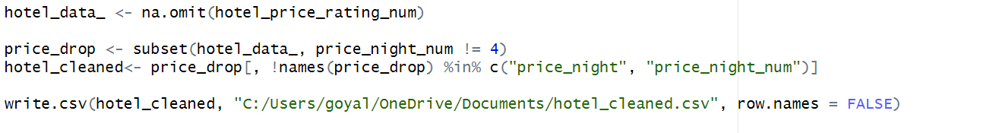 hotel_data_ <- na.omit(hotel_price_rating_num)
price_drop <- subset(hotel_data_, price_night_num != 4)
hotel_cleaned<- price_drop[, !names(price_drop) %in% c("price_night", "price_night_num")]
write.csv(hotel_cleaned, "C:/Users/goyal/OneDrive/Documents/hotel_cleaned.csv", row.names = FALSE)